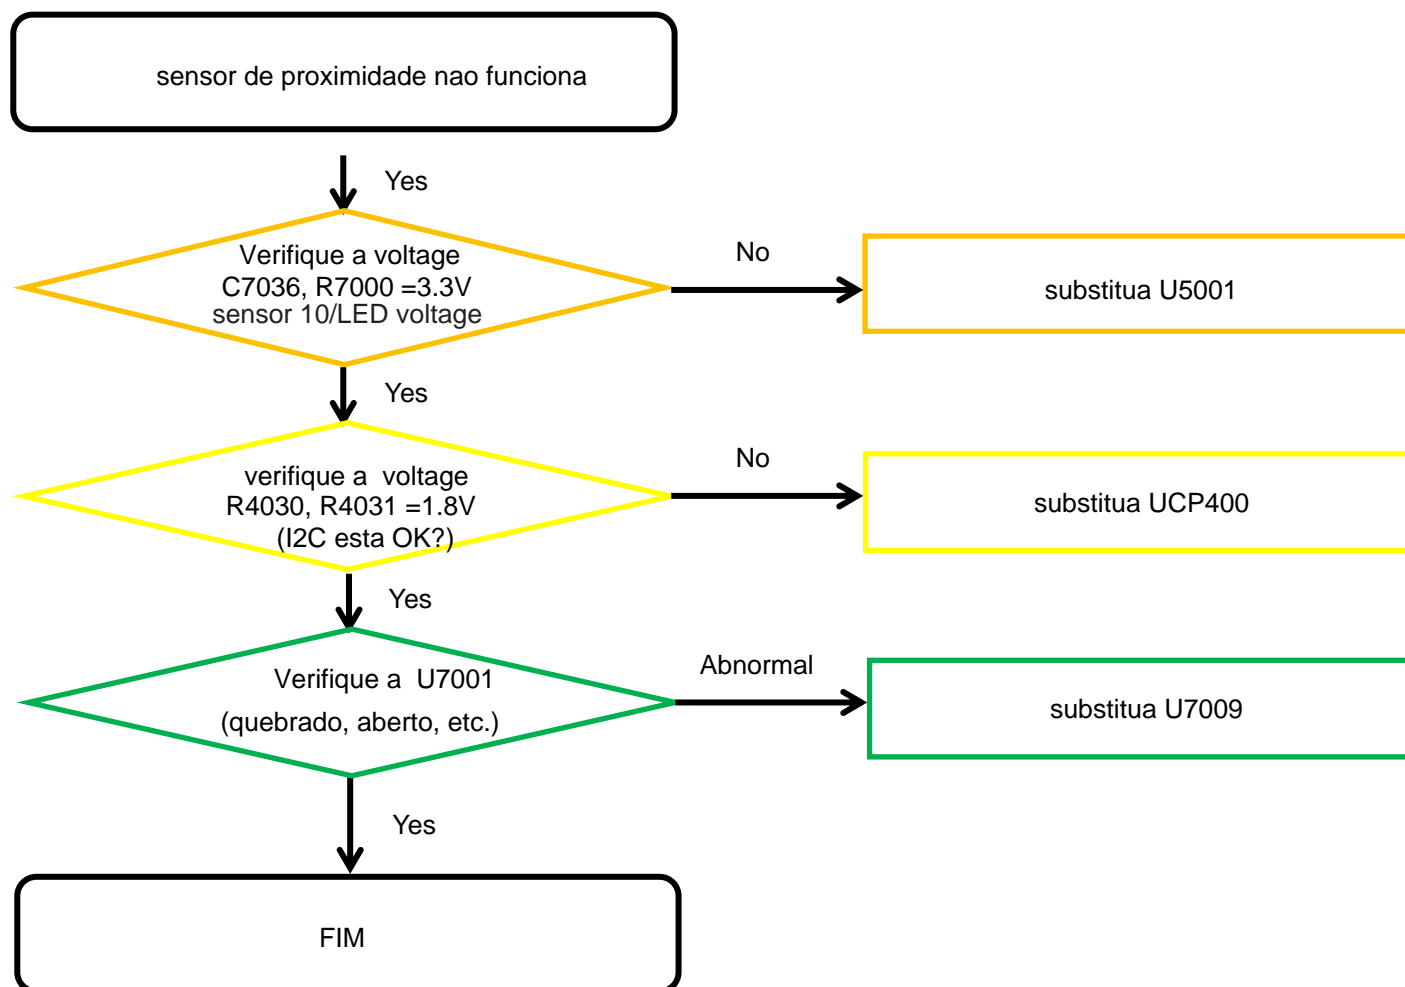 sensor de proximidade nao funciona
Yes
Verifique a voltage
C7036, R7000 =3.3V
sensor 10/LED voltage
No
substitua U5001
Yes
verifique a  voltage
R4030, R4031 =1.8V
(I2C esta OK?)
No
substitua UCP400
Yes
Verifique a  U7001
(quebrado, aberto, etc.)
Abnormal
substitua U7009
Yes
FIM